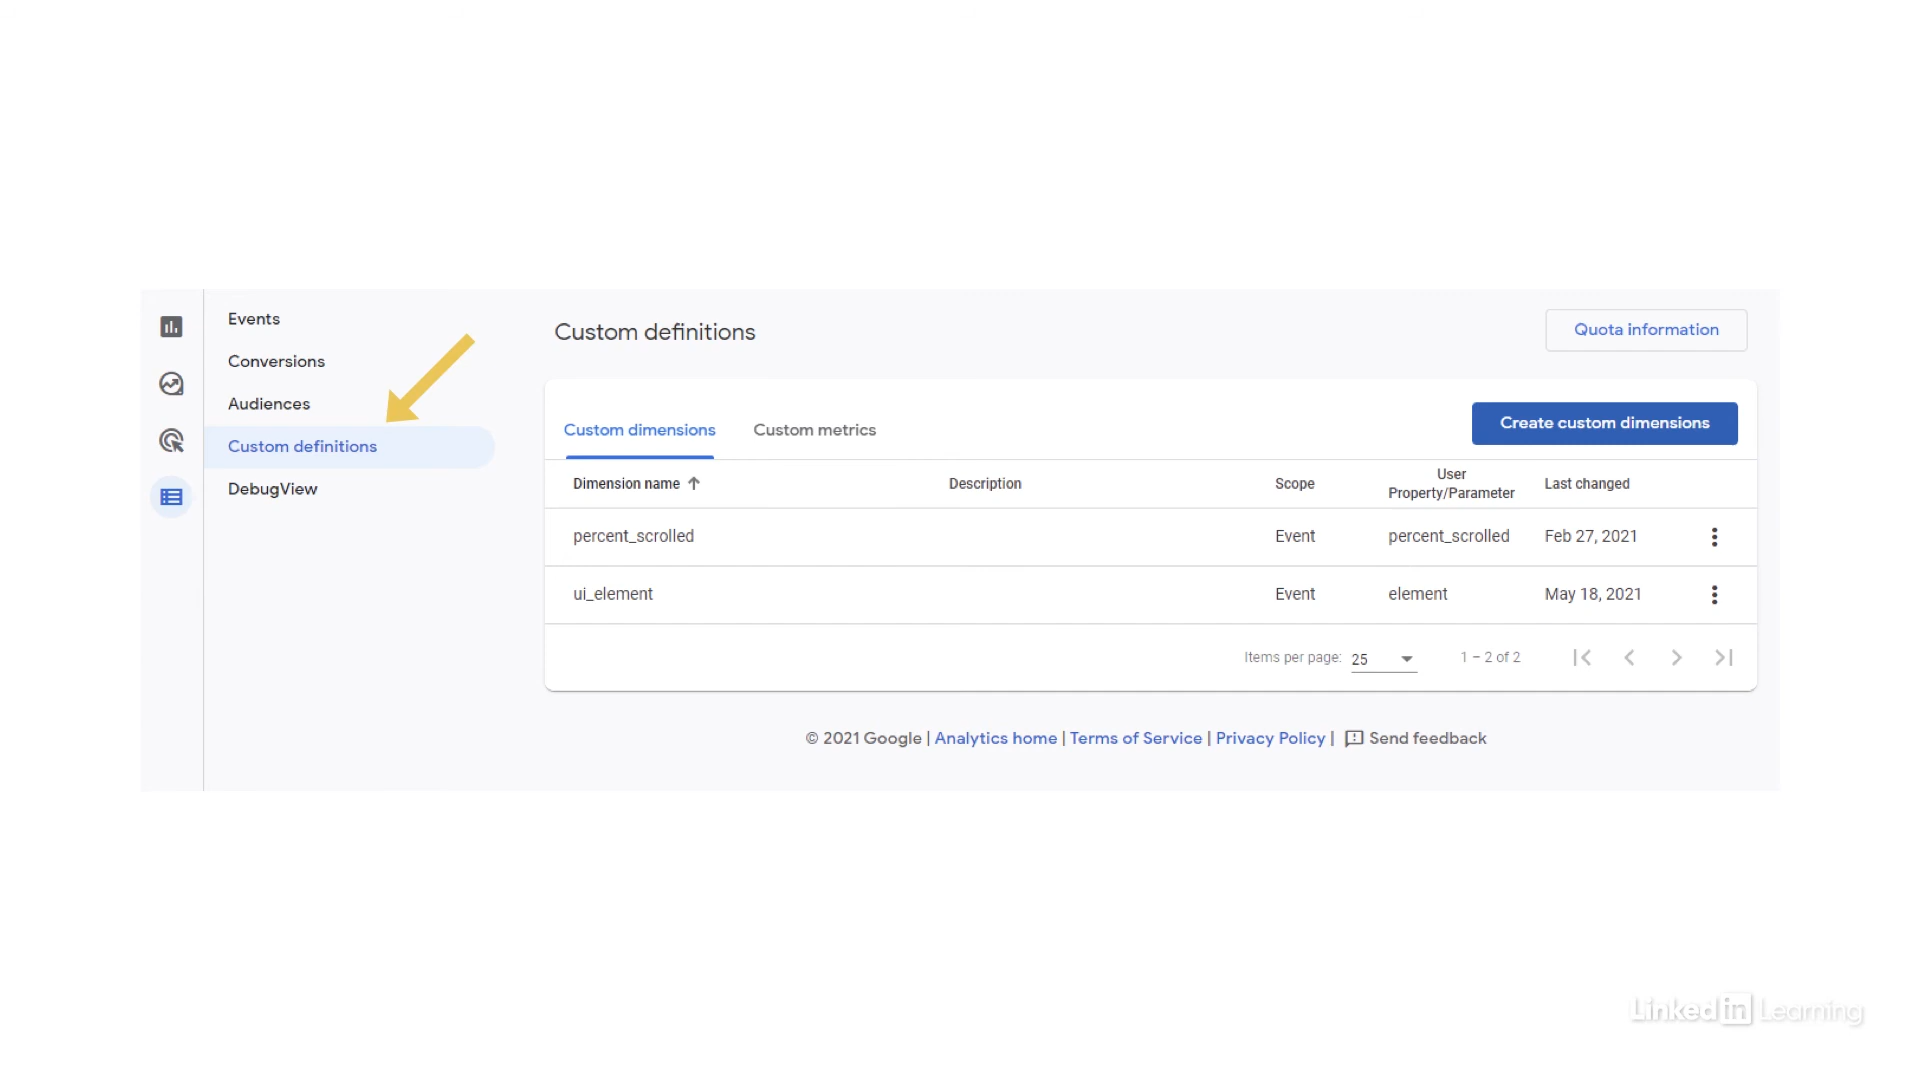 Events
Conversions
Audiences
Custom definitions
DebugView
Custom definitions
Quota information
Custom dimensions
Custom metrics
Create custom dimensions
Dimension name
Description
Scope
User
Property/Parameter
Last changed
percent_scrolled
Event
percent_scrolled
Feb 27, 2021
ui_element
Event
element
May 18, 2021
Items per page: 25
1 – 2 of 2
© 2021 Google | Analytics home | Terms of Service | Privacy Policy | Send feedback
LinkedIn Learning